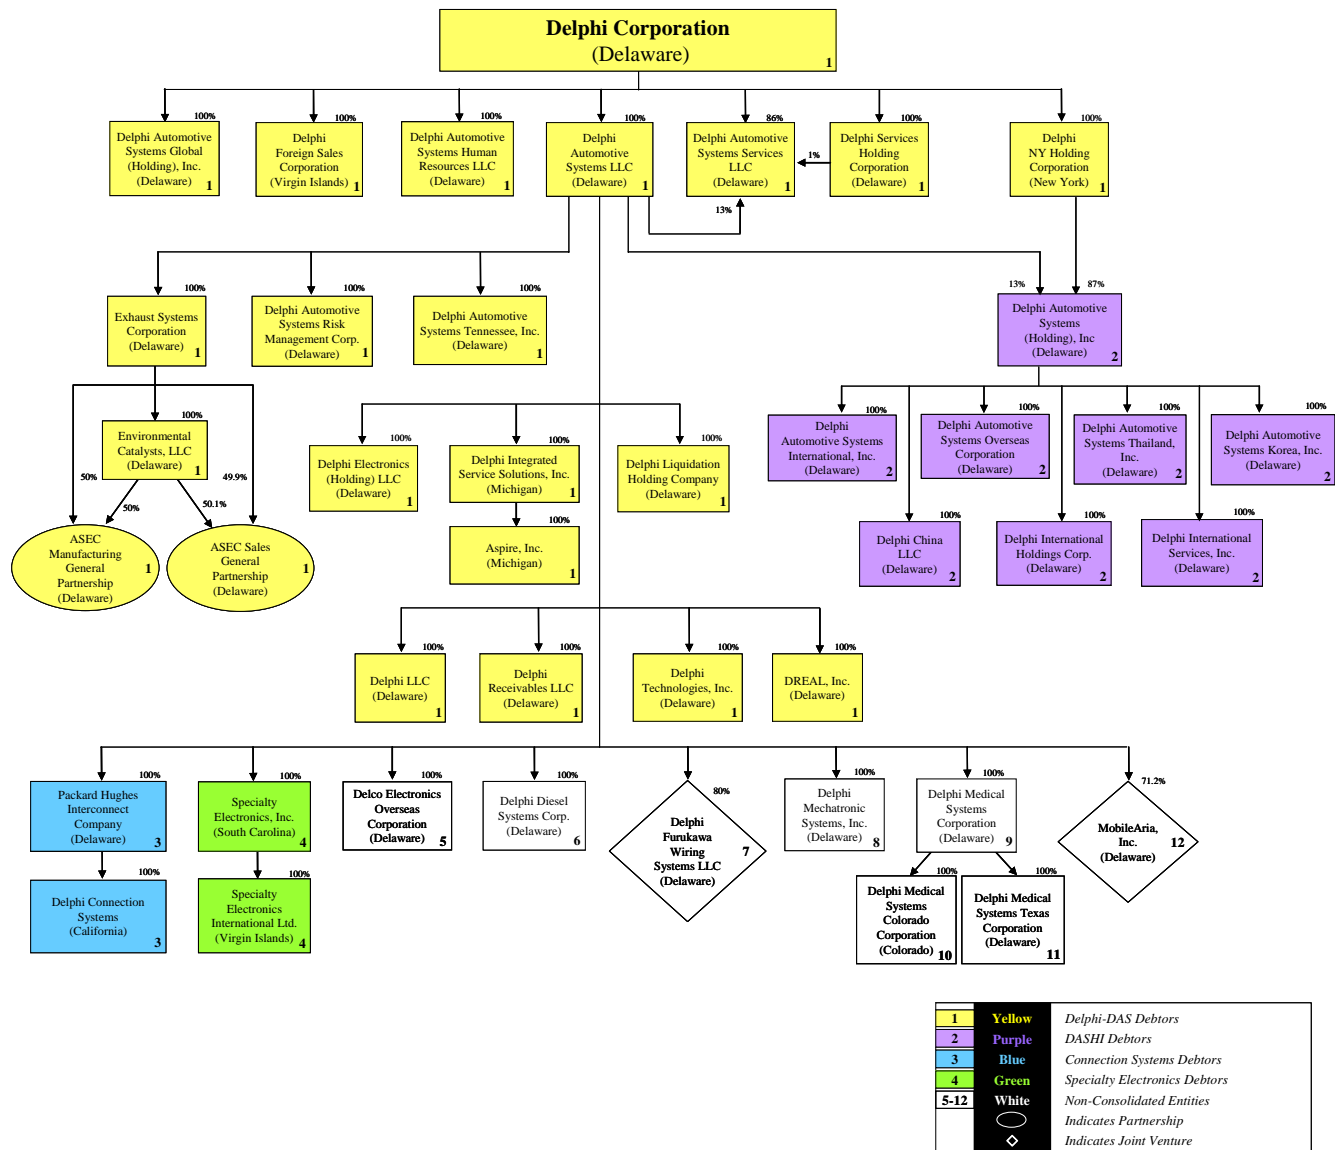 Delphi Corporation
(Delaware)
1
100%
100%
100%
100%
86%
100%
100%
Delphi Automotive
Systems Global
(Holding), Inc.
(Delaware)
1
Delphi
Foreign Sales
Corporation
(Virgin Islands)
1
Delphi Automotive
Systems Human
Resources LLC
(Delaware)
1
Delphi
Automotive
Systems LLC
(Delaware)
1
Delphi Automotive
Systems Services
LLC
(Delaware)
1
1%
Delphi Services
Holding
Corporation
(Delaware)
1
Delphi
NY Holding
Corporation
(New York)
1
13%
100%
100%
100%
13%
87%
Exhaust Systems
Corporation
(Delaware)
1
Delphi Automotive
Systems Risk
Management Corp.
(Delaware)
1
Delphi Automotive
Systems Tennessee, Inc.
(Delaware)
1
Delphi Automotive
Systems
(Holding), Inc
(Delaware)
2
100%
Environmental
Catalysts, LLC
(Delaware)
1
50%
50%
50.1%
49.9%
ASEC
Manufacturing
General
Partnership
(Delaware)
1
ASEC Sales
General
Partnership
(Delaware)
1
100%
Delphi Electronics
(Holding) LLC
(Delaware)
1
100%
Delphi Integrated
Service Solutions, Inc.
(Michigan)
1
100%
Delphi Liquidation
Holding Company
(Delaware)
1
100%
Aspire, Inc.
(Michigan)
1
100%
Delphi
Automotive Systems
International, Inc.
(Delaware)
2
100%
Delphi Automotive
Systems Overseas
Corporation
(Delaware)
2
100%
Delphi Automotive
Systems Thailand,
Inc.
(Delaware)
2
100%
Delphi Automotive
Systems Korea, Inc.
(Delaware)
2
100%
Delphi China
LLC
(Delaware)
2
100%
Delphi International
Holdings Corp.
(Delaware)
2
100%
Delphi International
Services, Inc.
(Delaware)
2
100%
Delphi LLC
(Delaware)
1
100%
Delphi
Receivables LLC
(Delaware)
1
100%
Delphi
Technologies, Inc.
(Delaware)
1
100%
DREAL, Inc.
(Delaware)
1
100%
Packard Hughes
Interconnect
Company
(Delaware)
3
100%
Specialty
Electronics, Inc.
(South Carolina)
4
100%
Delco Electronics
Overseas
Corporation
(Delaware)
5
100%
Delphi Diesel
Systems Corp.
(Delaware)
6
80%
Delphi
Furukawa
Wiring
Systems LLC
(Delaware)
7
100%
Delphi
Mechatronic
Systems, Inc.
(Delaware)
8
100%
Delphi Medical
Systems
Corporation
(Delaware)
9
71.2%
MobileAria,
Inc.
(Delaware)
12
100%
Delphi Connection
Systems
(California)
3
100%
Specialty
Electronics
International Ltd.
(Virgin Islands)
4
100%
Delphi Medical
Systems
Colorado
Corporation
(Colorado)
10
100%
Delphi Medical
Systems Texas
Corporation
(Delaware)
11
1 Yellow Delphi-DAS Debtors
2 Purple DASHI Debtors
3 Blue Connection Systems Debtors
4 Green Specialty Electronics Debtors
5-12 White Non-Consolidated Entities
Indicates Partnership
Indicates Joint Venture